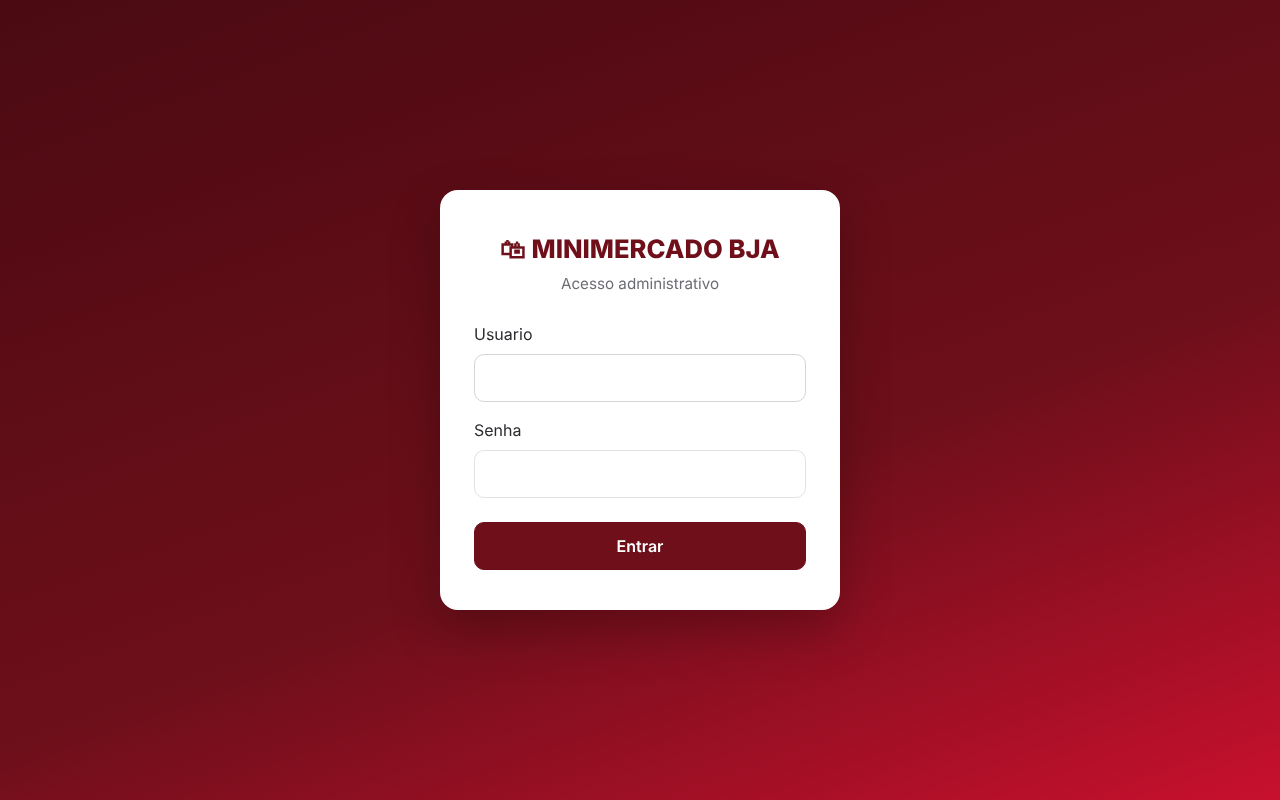 🛍 MINIMERCADO BJA
Acesso administrativo
Usuario
Senha
Entrar